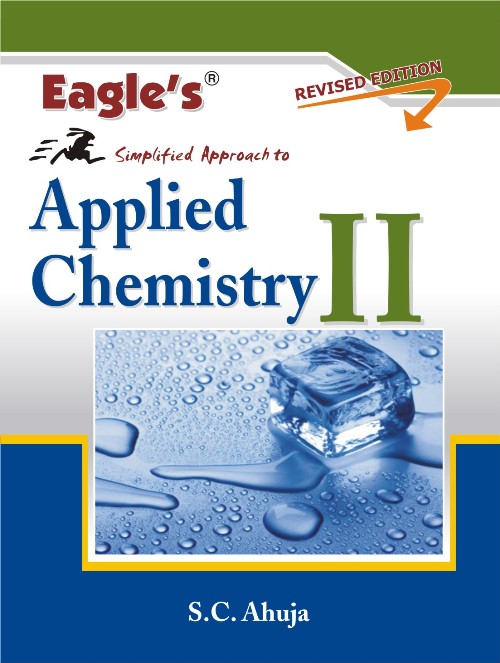 Eagle's®
REVISED EDITION
Simplified Approach to
Applied
Chemistry II
S.C. Ahuja